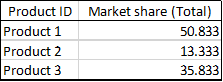 Product ID Market share (Total)
Product 1 50.833
Product 2 13.333
Product 3 35.833